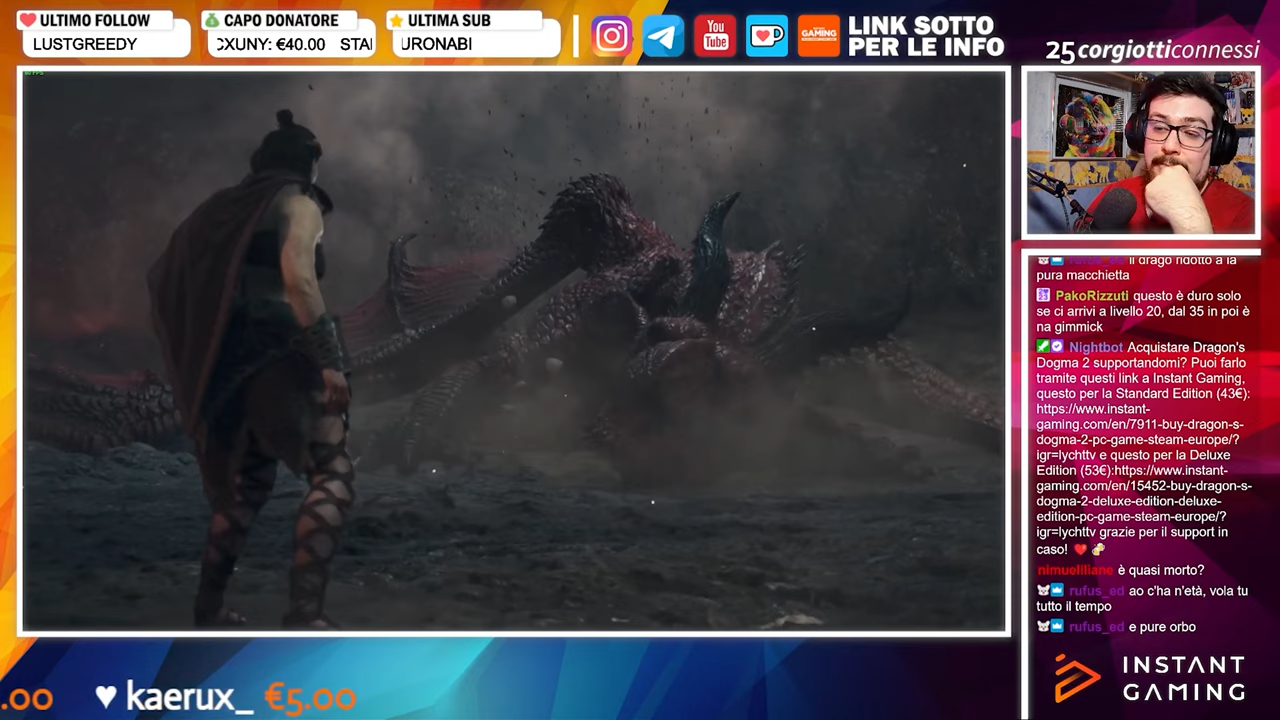 ULTIMO FOLLOW
LUSTGREEDY
CAPO DONATORE
CXUNY: €40.00 STAI
ULTIMA SUB
URONABI
You
Tube
GAMING
LINK SOTTO
PER LE INFO
25corgiotticonnessi
rufus_ed il drago ridotto a la
pura macchietta
PakoRizzuti questo è duro solo
se ci arrivi a livello 20, dal 35 in poi è
na gimmick
Nightbot Acquistare Dragon's
Dogma 2 supportandomi? Puoi farlo
tramite questi link a Instant Gaming,
questo per la Standard Edition (43€):
https://www.instant-
gaming.com/en/7911-buy-dragon-s-
dogma-2-pc-game-steam-europe/?
igr=lychttv e questo per la Deluxe
Edition (53€):https://www.instant-
gaming.com/en/15452-buy-dragon-s-
dogma-2-deluxe-edition-deluxe-
edition-pc-game-steam-europe/?
igr=lychttv grazie per il support in
caso!
nimueliliane è quasi morto?
rufus_ed ao c'ha n'età, vola tu
tutto il tempo
rufus_ed e pure orbo
INSTANT
GAMING
.00 ♥ kaerux_ €5.00